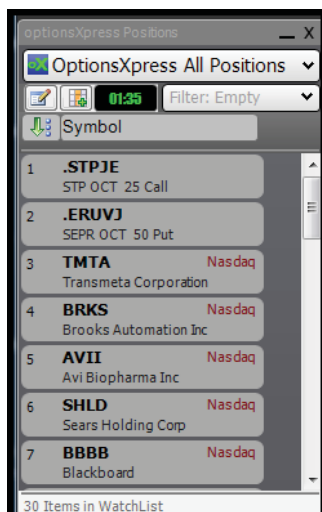 optionsXpress Positions
oX OptionsXpress All Positions
01:35 Filter: Empty
Symbol
1 .STPJE
STP OCT 25 Call
2 .ERUVJ
SEPR OCT 50 Put
3 TMTA Nasdaq
Transmeta Corporation
4 BRKS Nasdaq
Brooks Automation Inc
5 AVII Nasdaq
Avi Biopharma Inc
6 SHLD Nasdaq
Sears Holding Corp
7 BBBB Nasdaq
Blackboard
30 Items in WatchList